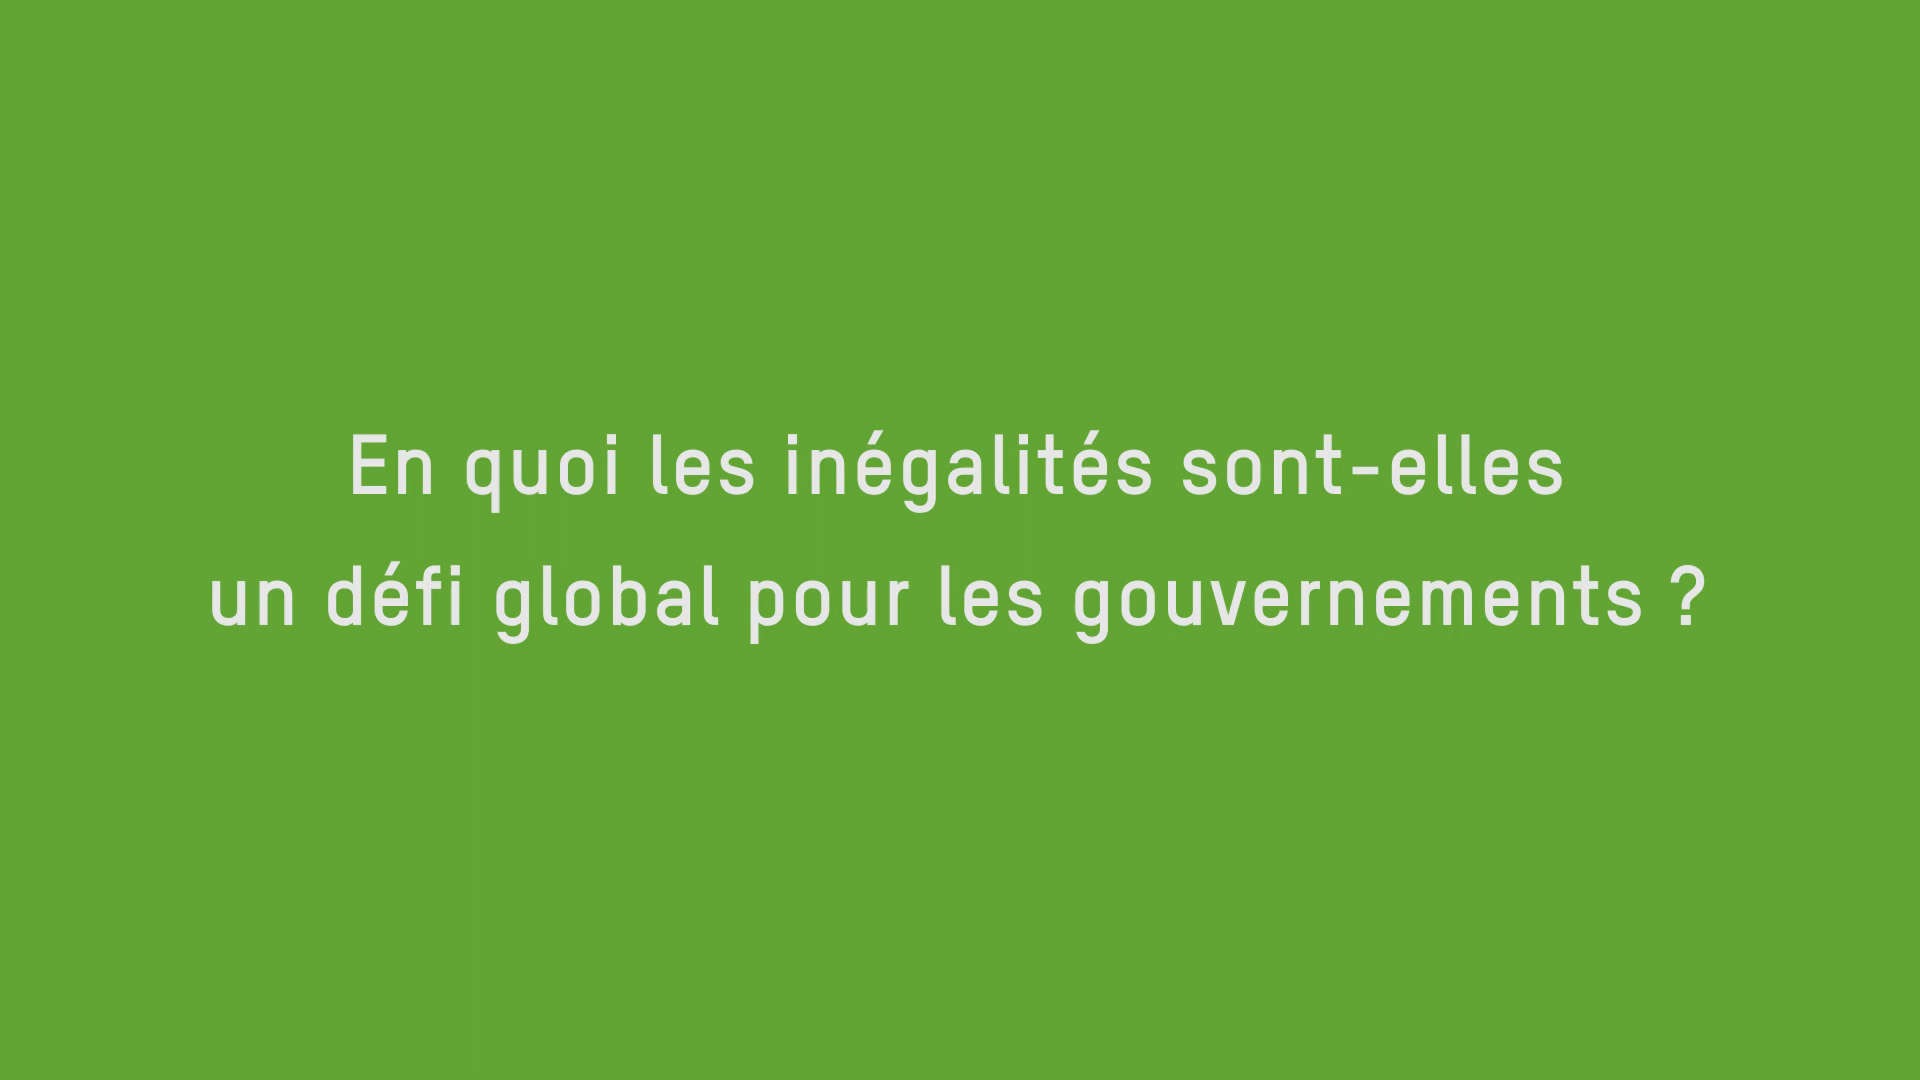 En quoi les inégalités sont-elles
un défi global pour les gouvernements ?